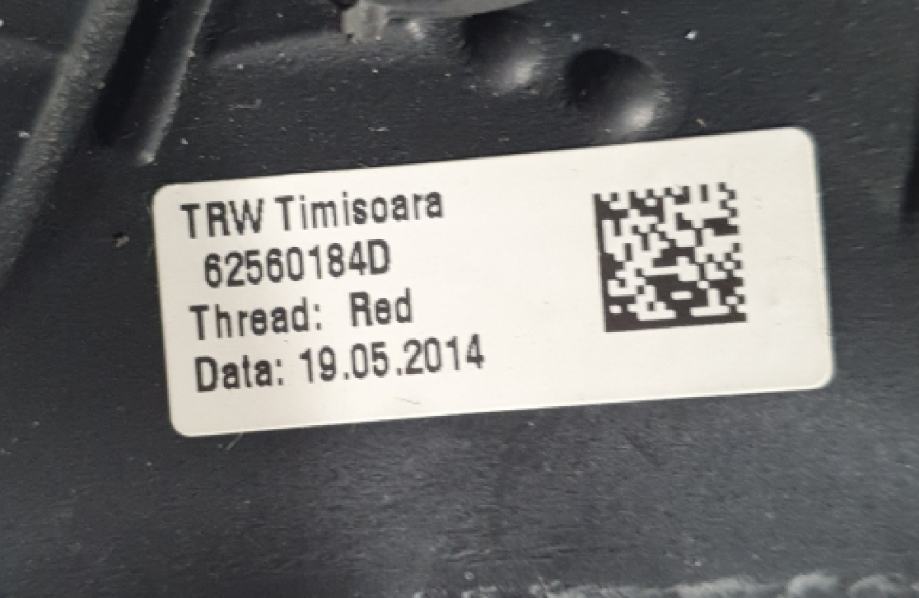 TRW Timisoara
62560184D
Thread: Red
Data: 19.05.2014